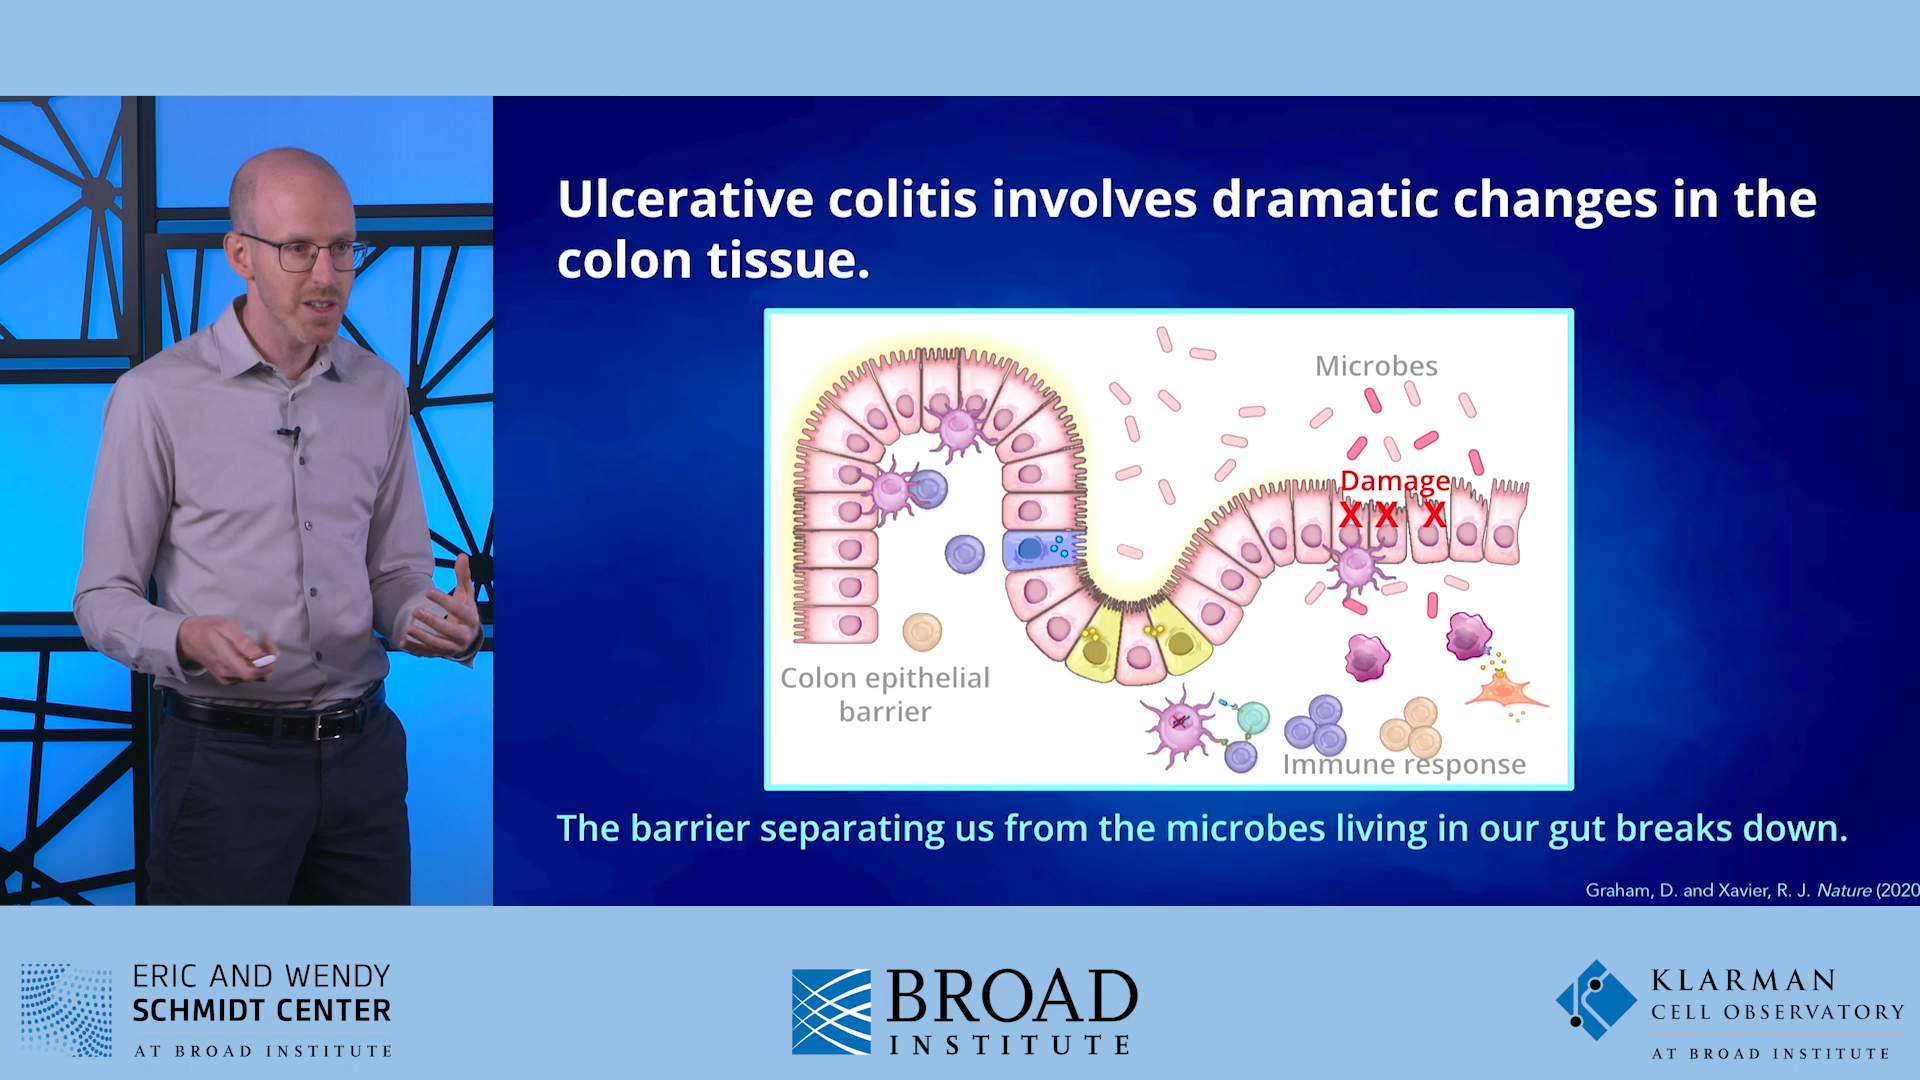 Ulcerative colitis involves dramatic changes in the
colon tissue.
Microbes
Damage
X X X
Colon epithelial
barrier
Immune response
The barrier separating us from the microbes living in our gut breaks down.
Graham, D. and Xavier, R. J. Nature (2020
ERIC AND WENDY
SCHMIDT CENTER
AT BROAD INSTITUTE
BROAD
INSTITUTE
KLARMAN
CELL OBSERVATORY
AT BROAD INSTITUTE